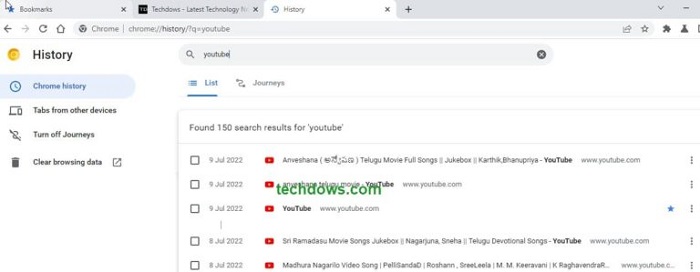 Bookmarks
Techdows - Latest Technology N
History
Chrome
chrome://history/?q=youtube
History
youtube
List
Journeys
Chrome history
Tabs from other devices
Turn off Journeys
Clear browsing data
Found 150 search results for 'youtube'
9 Jul 2022 Anveshana ( అన్వేషణ ) Telugu Movie Full Songs || Jukebox || Karthik,Bhanupriya - YouTube www.youtube.com
9 Jul 2022 anveshana telugu movie - YouTube www.youtube.com
techdows.com
9 Jul 2022 YouTube www.youtube.com
8 Jul 2022 Sri Ramadasu Movie Songs Jukebox || Nagarjuna, Sneha || Telugu Devotional Songs - YouTube www.youtube.com
8 Jul 2022 Madhura Nagarilo Video Song | PelliSandaD | Roshann , SreeLeela | M. M. Keeravani | K RaghavendraR... www.youtube.c...